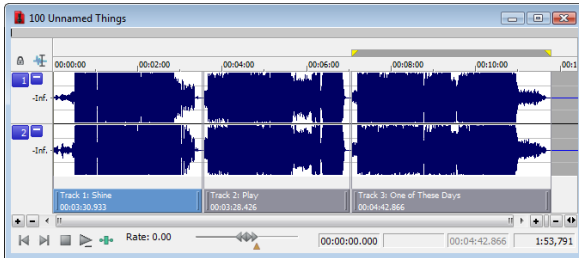 100 Unnamed Things
00:00:00 00:02:00 00:04:00 00:06:00 00:08:00 00:10:00 00:1
1
-Inf.
2
-Inf.
Track 1: Shine Track 2: Play Track 3: One of These Days
00:03:30.933 00:03:28.426 00:04:42.866
Rate: 0.00 00:00:00.000 00:04:42.866 1:53,791